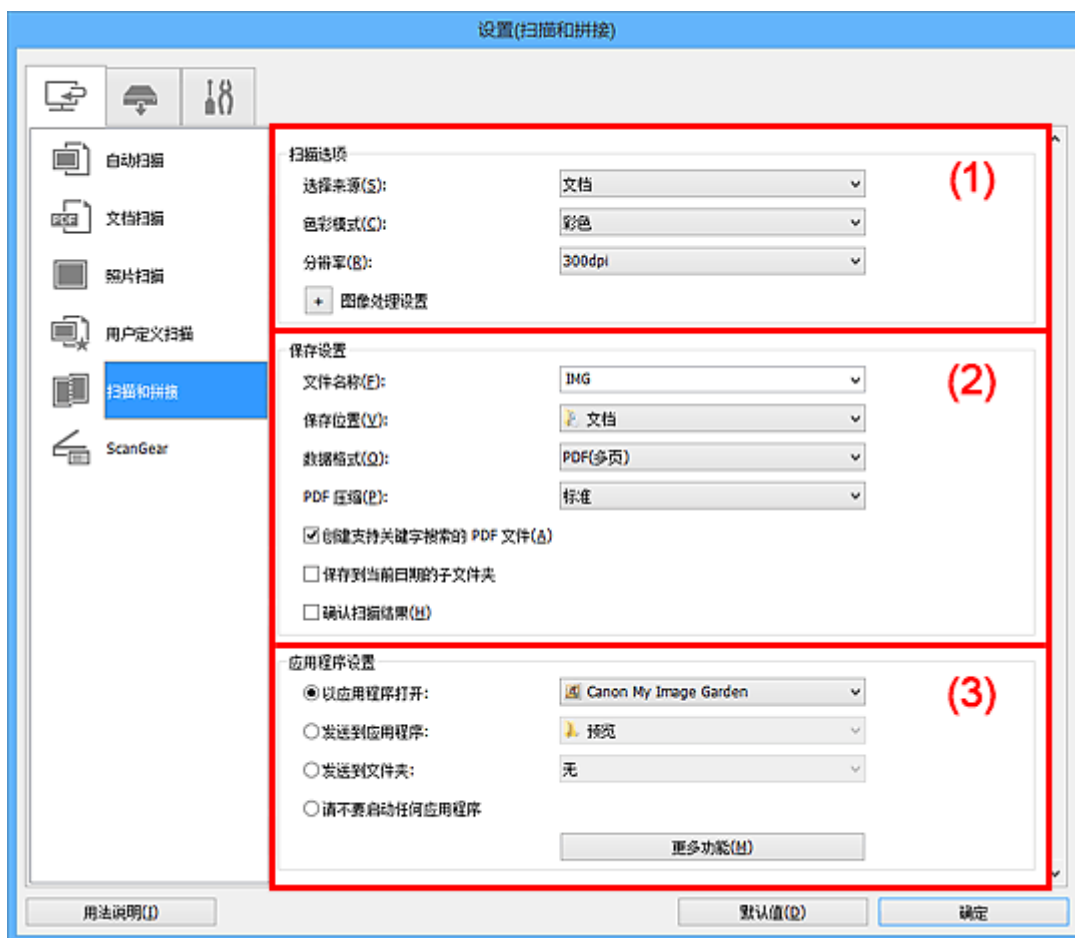 设置(扫描和拼接)
自动扫描
文档扫描
照片扫描
用户定义扫描
扫描和拼接
ScanGear
扫描选项
(1)
选择来源(S): 文档
色彩模式(C): 彩色
分辨率(R): 300dpi
+ 图像处理设置
保存设置
(2)
文件名称(F): IMG
保存位置(V): 文档
数据格式(O): PDF(多页)
PDF 压缩(P): 标准
创建支持关键字搜索的 PDF 文件(A)
保存到当前日期的子文件夹
确认扫描结果(H)
应用程序设置
(3)
以应用程序打开: Canon My Image Garden
发送到应用程序: 预览
发送到文件夹: 无
请不要启动任何应用程序
更多功能(M)
用法说明(I) 默认值(D) 确定